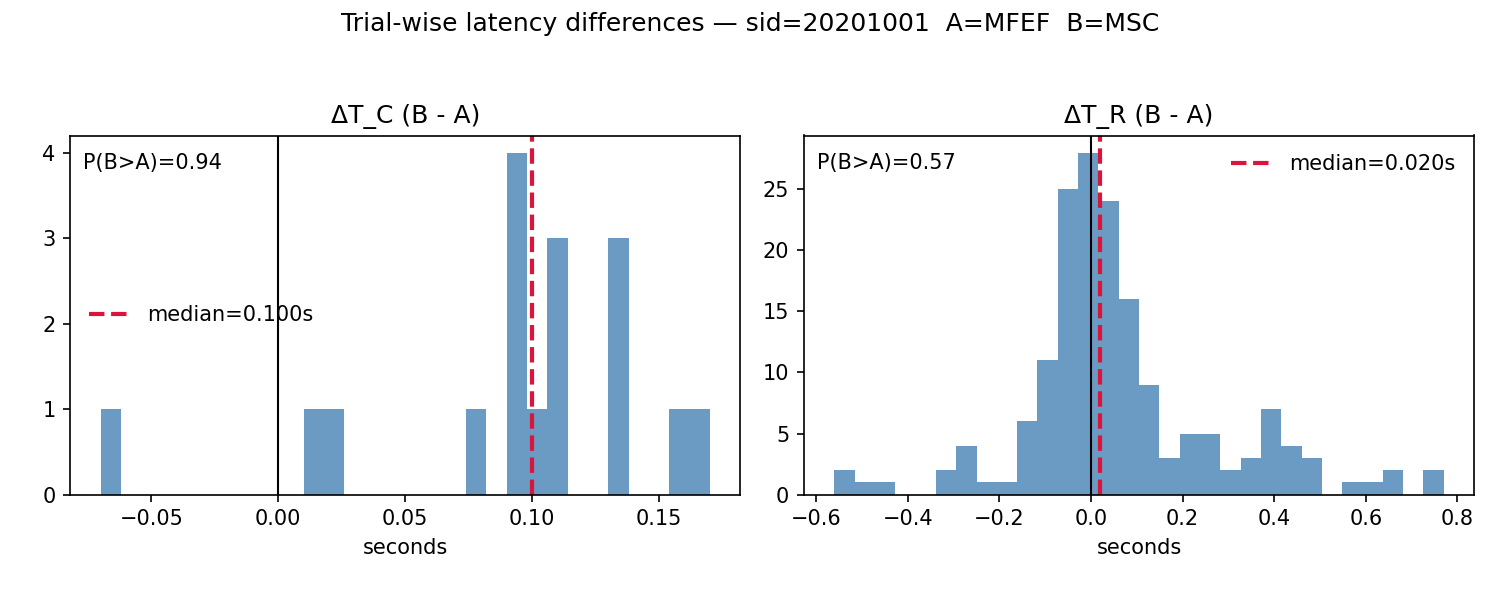 Trial-wise latency differences — sid=20201001  A=MFEF  B=MSC
ΔT_C (B - A)
4
3
2
1
0
P(B>A)=0.94
median=0.100s
−0.05
0.00
0.05
0.10
0.15
seconds
ΔT_R (B - A)
25
20
15
10
5
0
P(B>A)=0.57
median=0.020s
−0.6
−0.4
−0.2
0.0
0.2
0.4
0.6
0.8
seconds